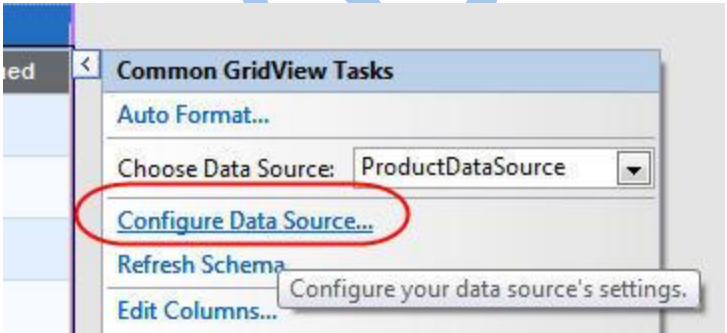 ued
<
Common GridView Tasks
Auto Format...
Choose Data Source: ProductDataSource
Configure Data Source...
Refresh Schema
Configure your data source's settings.
Edit Columns...